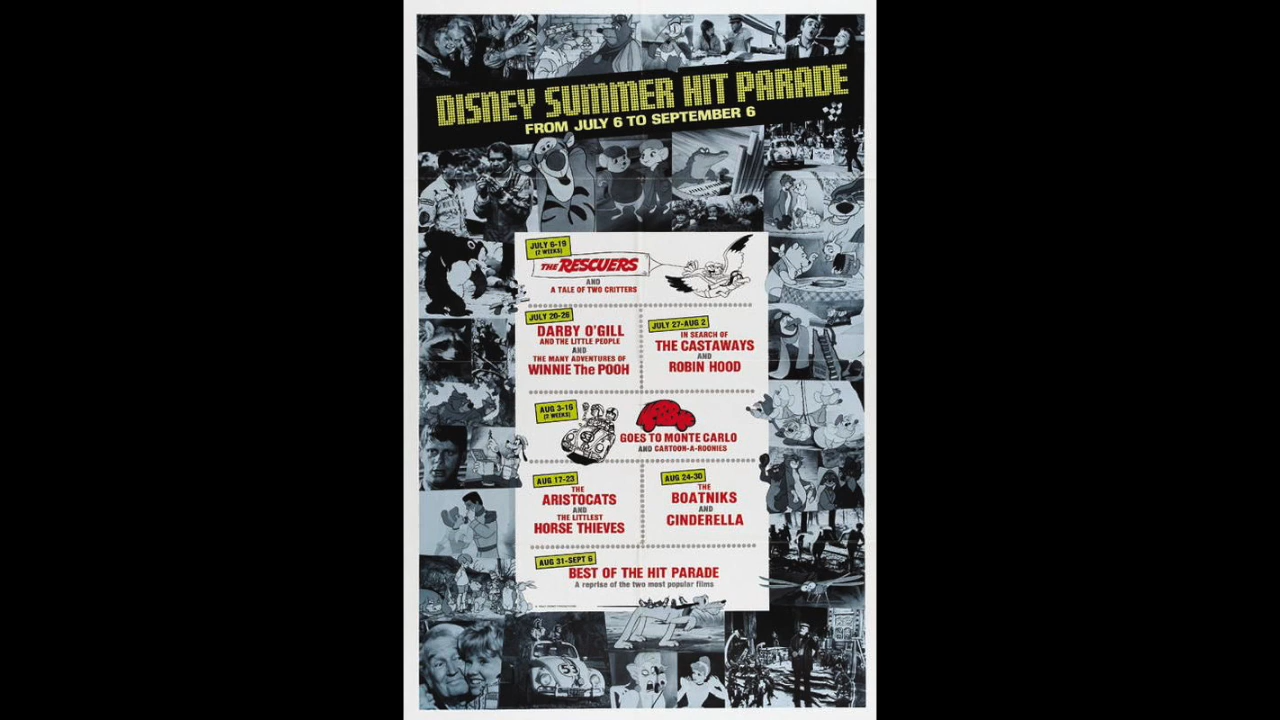 DISNEY SUMMER HIT PARADE
FROM JULY 6 TO SEPTEMBER 6
JULY 6-19
(2 WEEKS)
THE RESCUERS
AND
A TALE OF TWO CRITTERS
JULY 20-26
DARBY O'GILL
AND THE LITTLE PEOPLE
AND
THE MANY ADVENTURES OF
WINNIE The POOH
JULY 27-AUG 2
IN SEARCH OF
THE CASTAWAYS
AND
ROBIN HOOD
AUG 3-16
(2 WEEKS)
GOES TO MONTE CARLO
AND CARTOON-A-ROONIES
AUG 17-23
THE
ARISTOCATS
AND
THE LITTLEST
HORSE THIEVES
AUG 24-30
THE
BOATNIKS
AND
CINDERELLA
AUG 31-SEPT 6
BEST OF THE HIT PARADE
A reprise of the two most popular films
53